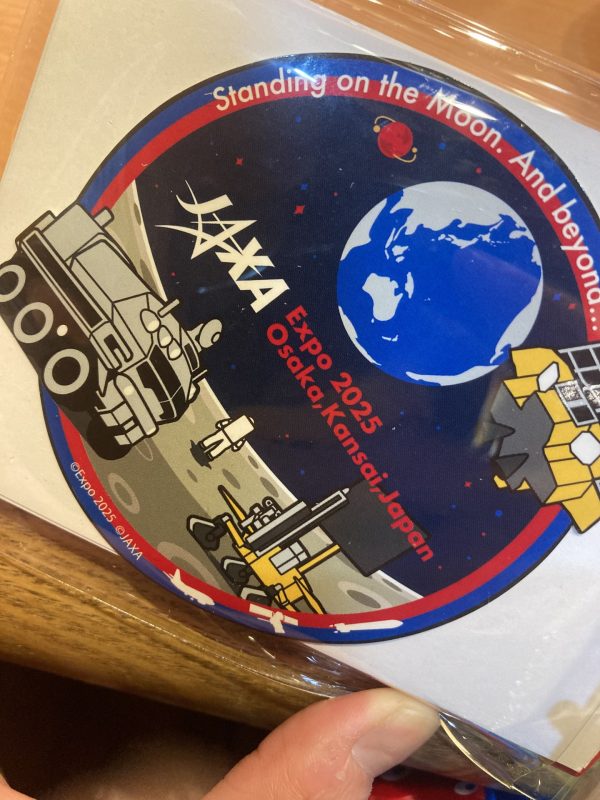 Standing on the Moon. And beyond...
JAXA
Expo 2025
Osaka,Kansai,Japan
©Expo 2025 ©JAXA